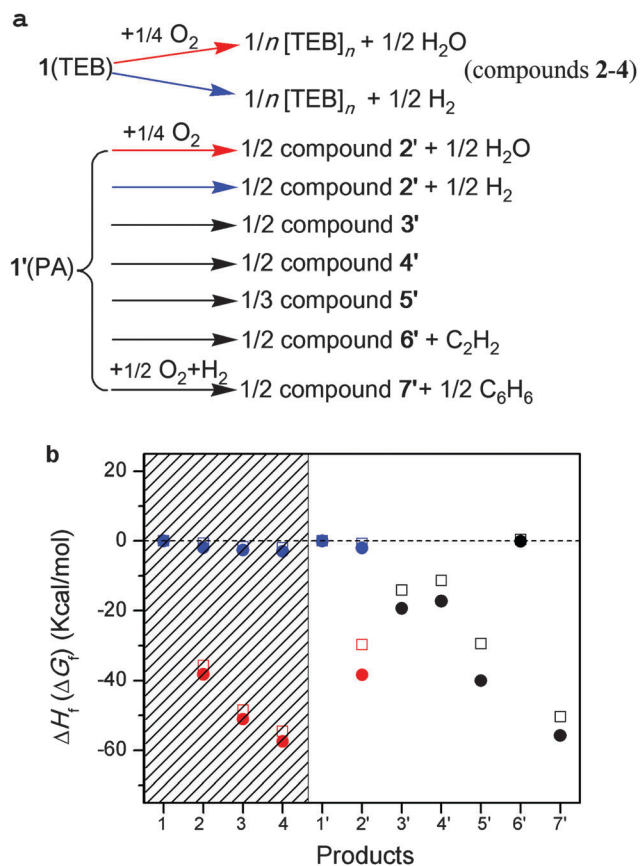 a
+1/4 O2
1/n [TEB]n + 1/2 H2O
1(TEB)
(compounds 2-4)
1/n [TEB]n + 1/2 H2
+1/4 O2
1/2 compound 2' + 1/2 H2O
1/2 compound 2' + 1/2 H2
1/2 compound 3'
1'(PA)
1/2 compound 4'
1/3 compound 5'
1/2 compound 6' + C2H2
+1/2 O2+H2
1/2 compound 7'+ 1/2 C6H6
b
20
0
-20
-40
-60
ΔHf (ΔGf) (Kcal/mol)
1 2 3 4 1' 2' 3' 4' 5' 6' 7'
Products